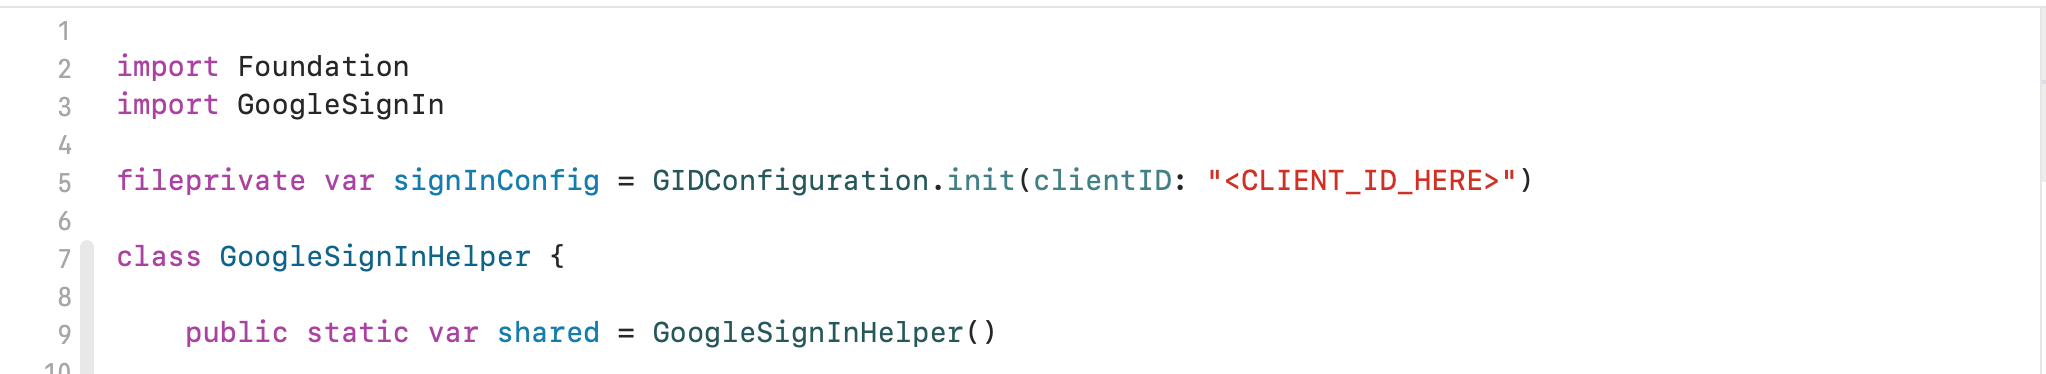 1
2 import Foundation
3 import GoogleSignIn
4
5 fileprivate var signInConfig = GIDConfiguration.init(clientID: "<CLIENT_ID_HERE>")
6
7 class GoogleSignInHelper {
8
9 public static var shared = GoogleSignInHelper()
10